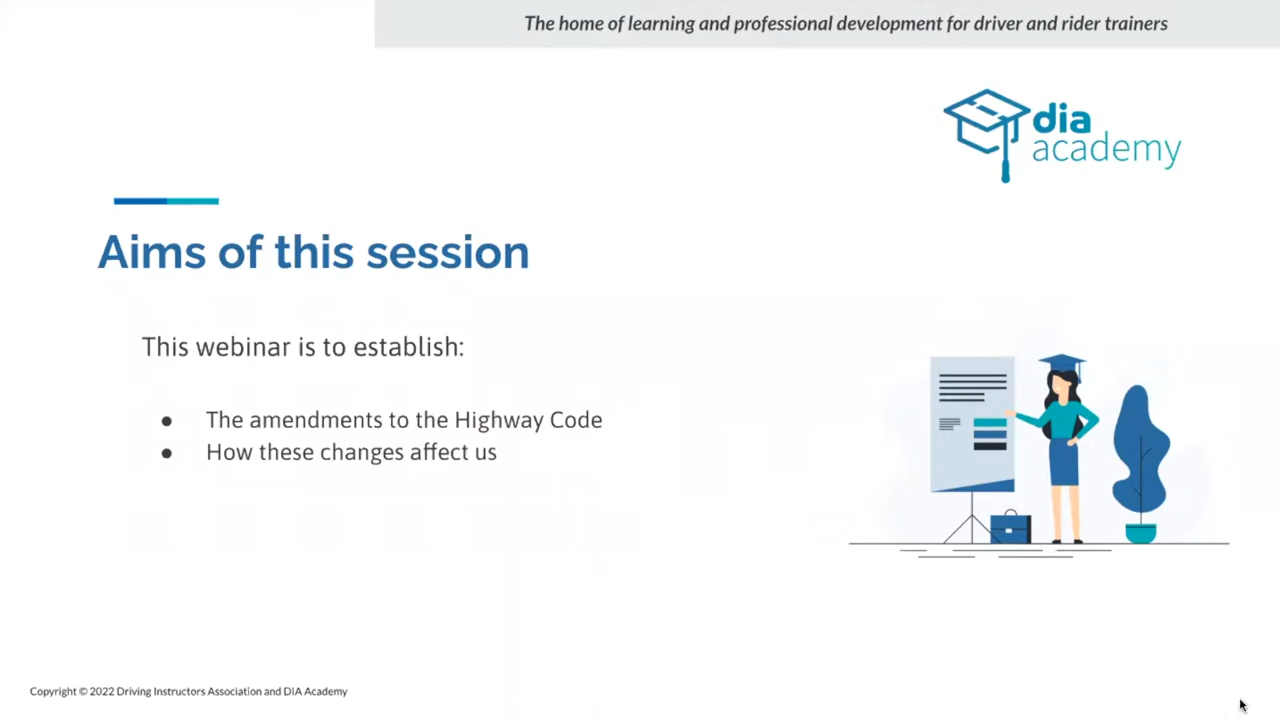 The home of learning and professional development for driver and rider trainers
dia
academy
Aims of this session
This webinar is to establish:
● The amendments to the Highway Code
● How these changes affect us
Copyright © 2022 Driving Instructors Association and DIA Academy